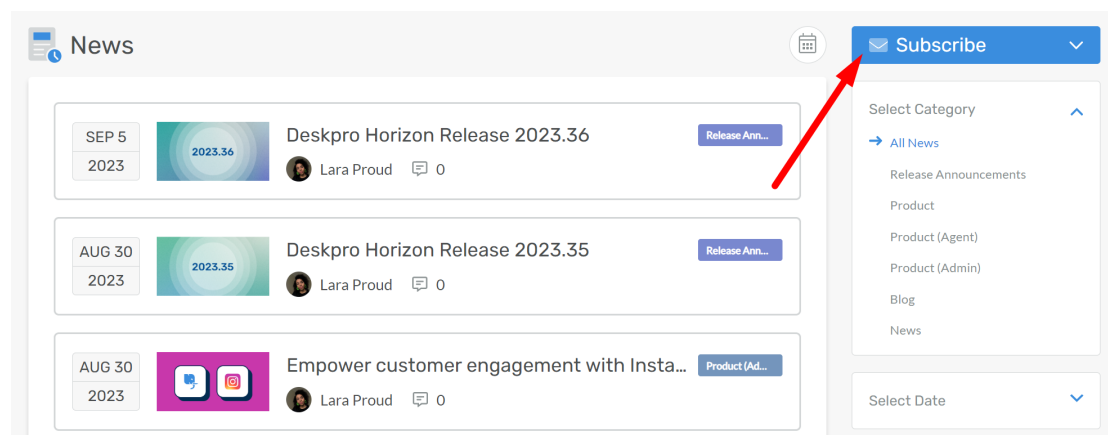 News
Subscribe
SEP 5
2023
2023.36
Deskpro Horizon Release 2023.36
Lara Proud 0
Release Ann...
AUG 30
2023
2023.35
Deskpro Horizon Release 2023.35
Lara Proud 0
Release Ann...
AUG 30
2023
Empower customer engagement with Insta...
Lara Proud 0
Product (Ad...
Select Category
All News
Release Announcements
Product
Product (Agent)
Product (Admin)
Blog
News
Select Date